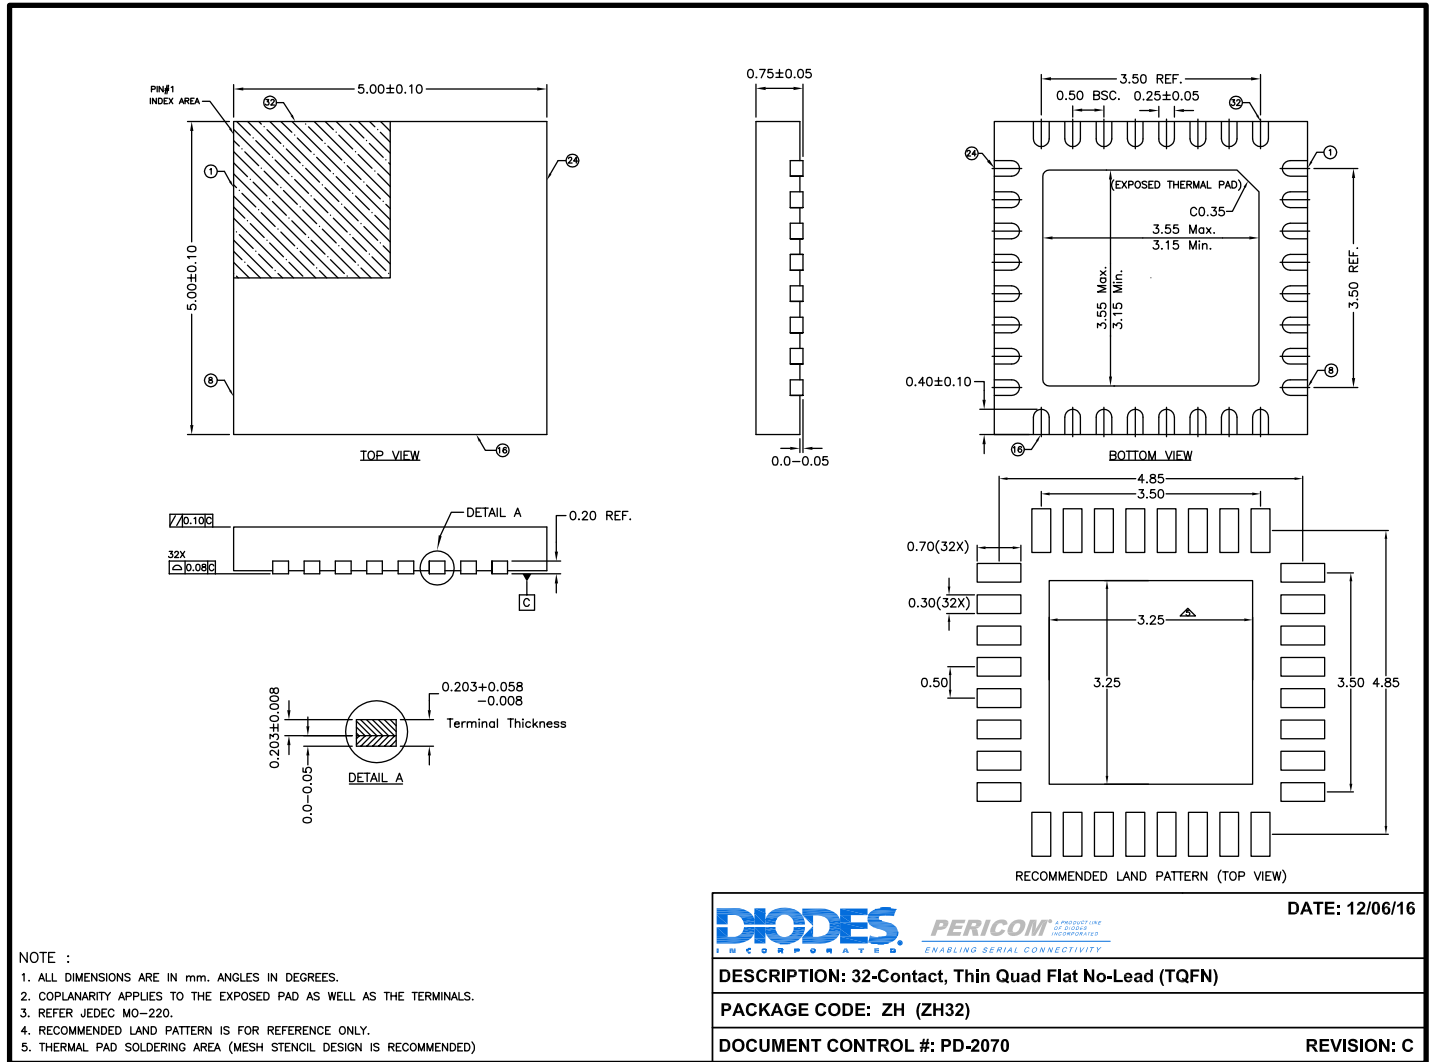 PIN#1
INDEX AREA
5.00±0.10
32
1
24
5.00±0.10
8
16
TOP VIEW
0.75±0.05
0.0-0.05
3.50 REF.
0.50 BSC.
0.25±0.05
32
24
1
(EXPOSED THERMAL PAD)
C0.35
3.55 Max.
3.15 Min.
3.55 Max.
3.15 Min.
3.50 REF.
0.40±0.10
8
16
BOTTOM VIEW
//0.10C
32X
0.08C
DETAIL A
0.20 REF.
C
0.203±0.008
0.0-0.05
0.203+0.058
-0.008
Terminal Thickness
DETAIL A
4.85
3.50
0.70(32X)
0.30(32X)
3.25
5
0.50
3.25
3.50
4.85
RECOMMENDED LAND PATTERN (TOP VIEW)
NOTE :
1. ALL DIMENSIONS ARE IN mm. ANGLES IN DEGREES.
2. COPLANARITY APPLIES TO THE EXPOSED PAD AS WELL AS THE TERMINALS.
3. REFER JEDEC MO-220.
4. RECOMMENDED LAND PATTERN IS FOR REFERENCE ONLY.
5. THERMAL PAD SOLDERING AREA (MESH STENCIL DESIGN IS RECOMMENDED)
DIODES
INCORPORATED
PERICOM®
A PRODUCT LINE
OF DIODES
INCORPORATED
ENABLING SERIAL CONNECTIVITY
DATE: 12/06/16
DESCRIPTION: 32-Contact, Thin Quad Flat No-Lead (TQFN)
PACKAGE CODE: ZH (ZH32)
DOCUMENT CONTROL #: PD-2070
REVISION: C